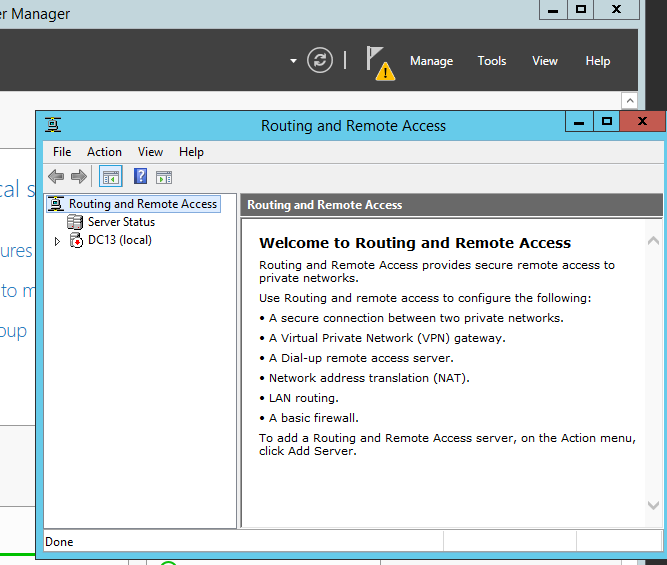 er Manager
Manage Tools View Help
Routing and Remote Access
File Action View Help
Routing and Remote Access
Server Status
DC13 (local)
Routing and Remote Access
Welcome to Routing and Remote Access
Routing and Remote Access provides secure remote access to
private networks.
Use Routing and remote access to configure the following:
• A secure connection between two private networks.
• A Virtual Private Network (VPN) gateway.
• A Dial-up remote access server.
• Network address translation (NAT).
• LAN routing.
• A basic firewall.
To add a Routing and Remote Access server, on the Action menu,
click Add Server.
cal s
ures
to m
oup
Done